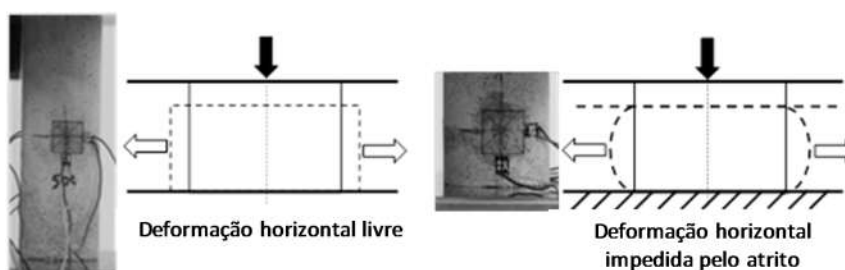 Deformação horizontal livre
Deformação horizontal
impedida pelo atrito